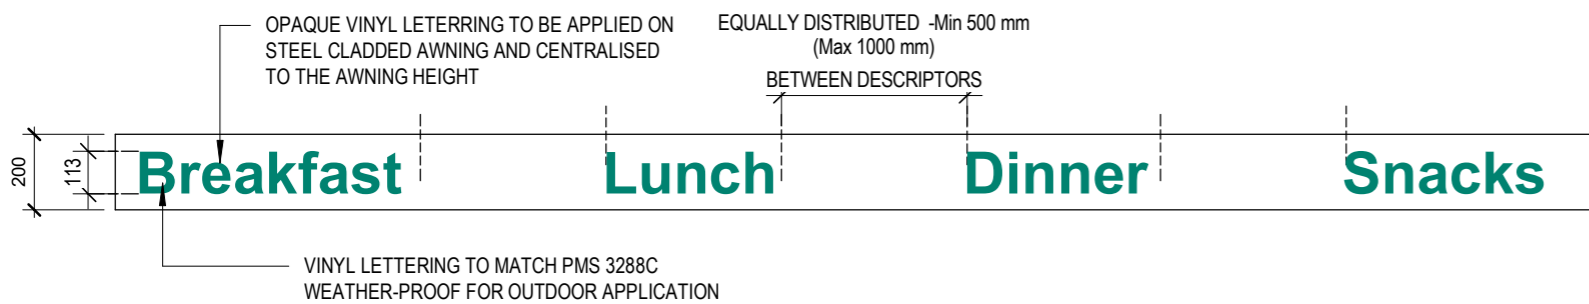 OPAQUE VINYL LETERRING TO BE APPLIED ON
STEEL CLADDED AWNING AND CENTRALISED
TO THE AWNING HEIGHT
EQUALLY DISTRIBUTED -Min 500 mm
(Max 1000 mm)
BETWEEN DESCRIPTORS
200
113
Breakfast Lunch Dinner Snacks
VINYL LETTERING TO MATCH PMS 3288C
WEATHER-PROOF FOR OUTDOOR APPLICATION